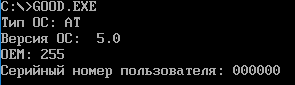 C:\>GOOD.EXE
Тип ОС: AT
Версия ОС:  5.0
OEM: 255
Серийный номер пользователя: 000000